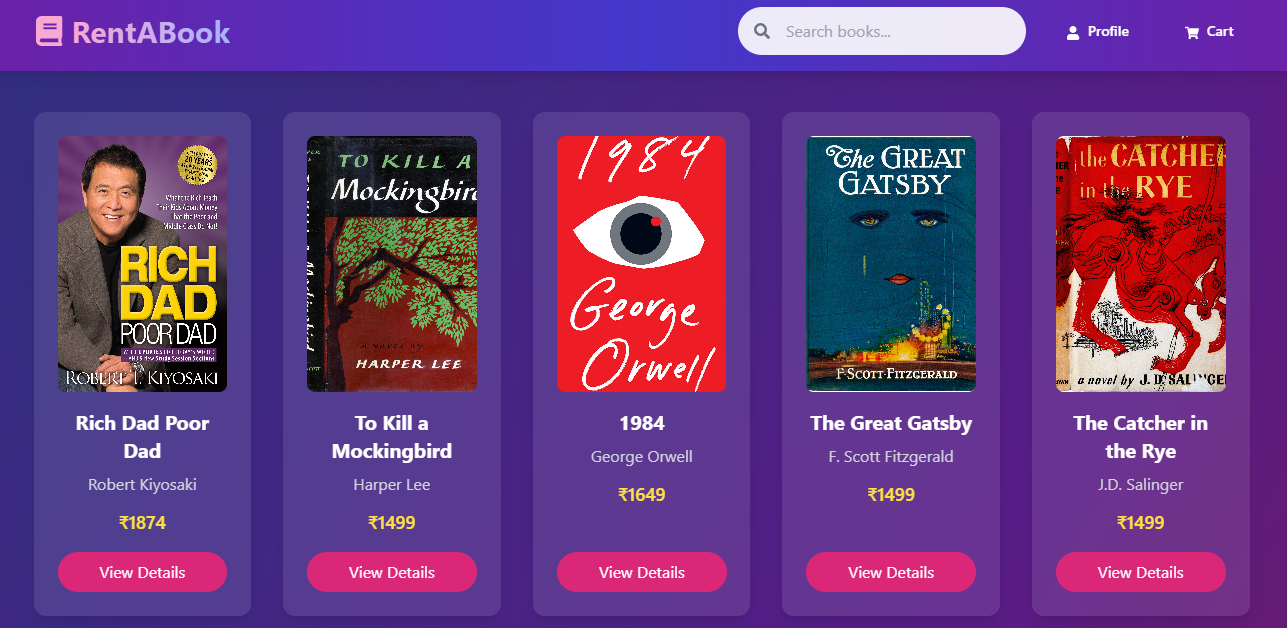 RentABook
Search books...
Profile
Cart
20 YEARS
What the Rich Teach
Their Kids About Money
That the Poor and
Middle Class Do Not!
RICH
DAD
POOR DAD
ROBERT T. KIYOSAKI
TO KILL A
Mockingbird
A novel by
HARPER LEE
1984
George
Orwell
The GREAT
GATSBY
F. SCOTT FITZGERALD
the CATCHER
in the RYE
a novel by J. D. SALINGE
Rich Dad Poor
Dad
Robert Kiyosaki
₹1874
View Details
To Kill a
Mockingbird
Harper Lee
₹1499
View Details
1984
George Orwell
₹1649
View Details
The Great Gatsby
F. Scott Fitzgerald
₹1499
View Details
The Catcher in
the Rye
J.D. Salinger
₹1499
View Details